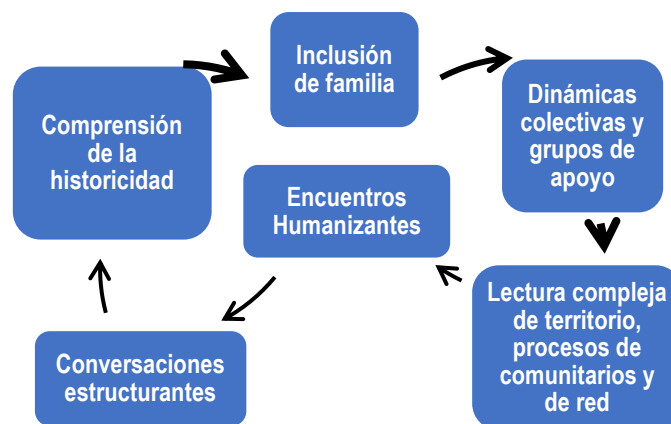 Inclusión
de familia
Comprensión
de la
historicidad
Dinámicas
colectivas y
grupos de
apoyo
Encuentros
Humanizantes
Lectura compleja
de territorio,
procesos de
comunitarios y
de red
Conversaciones
estructurantes